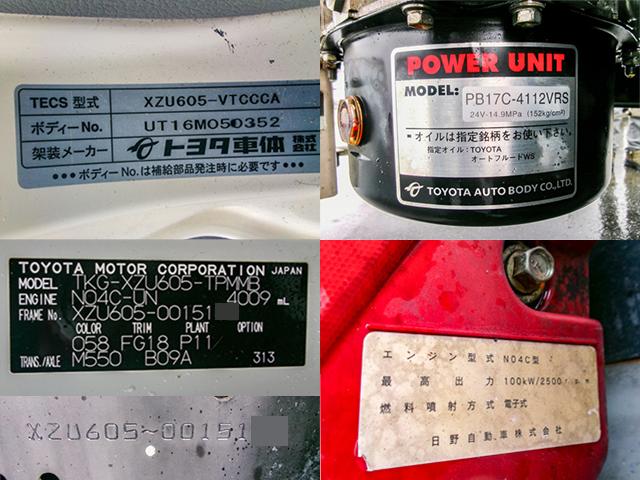 TECS 型式 XZU605-VTCCCA
ボディーNo. UT16M050352
架装メーカー トヨタ車体 株式会社
•••ボディーNo.は補給部品発注時に必要です•••
POWER UNIT
MODEL: PB17C-4112VRS
24V-14.9MPa (152kg/cm²)
★オイルは指定銘柄をお使い下さい。
指定オイル:TOYOTA
オートフルードWS
TOYOTA AUTO BODY CO.,LTD.
TOYOTA MOTOR CORPORATION JAPAN
MODEL TKG-XZU605-TPMMB
ENGINE N04C-UN 4009 mL
FRAME No. XZU605-00151
COLOR TRIM PLANT OPTION
058 FG18 P11/
TRANS./AXLE M550 B09A 313
XZU605-00151
エンジン型式 N04C型
最高出力 100kW/2500r.p.m
燃料噴射方式 電子式
日野自動車株式会社